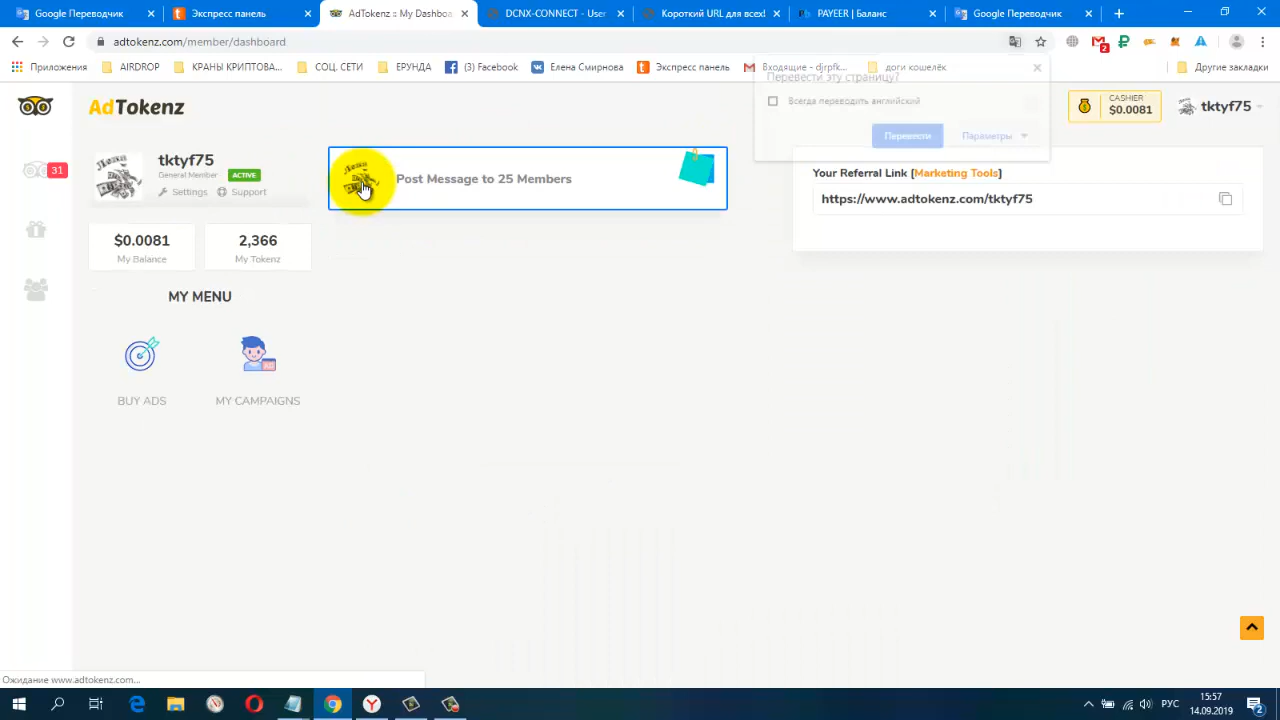 Google Переводчик
Экспресс панель
AdTokenz :: My Dashboa
DCNX-CONNECT - User
Короткий URL для всех!
PAYEER | Баланс
Google Переводчик
adtokenz.com/member/dashboard
2
Приложения
AIRDROP
КРАНЫ КРИПТОВА...
СОЦ. СЕТИ
ЕРУНДА
(3) Facebook
Елена Смирнова
Экспресс панель
Входящие - djrpfk...
доги кошелёк
Другие закладки
Перевести эту страницу?
Всегда переводить английский
Перевести
Параметры
AdTokenz
CASHIER
$0.0081
tktyf75
31
tktyf75
General Member
ACTIVE
Settings
Support
Post Message to 25 Members
Your Referral Link [Marketing Tools]
https://www.adtokenz.com/tktyf75
$0.0081
My Balance
2,366
My Tokenz
MY MENU
BUY ADS
MY CAMPAIGNS
Ожидание www.adtokenz.com...
РУС
15:57
14.09.2019
2